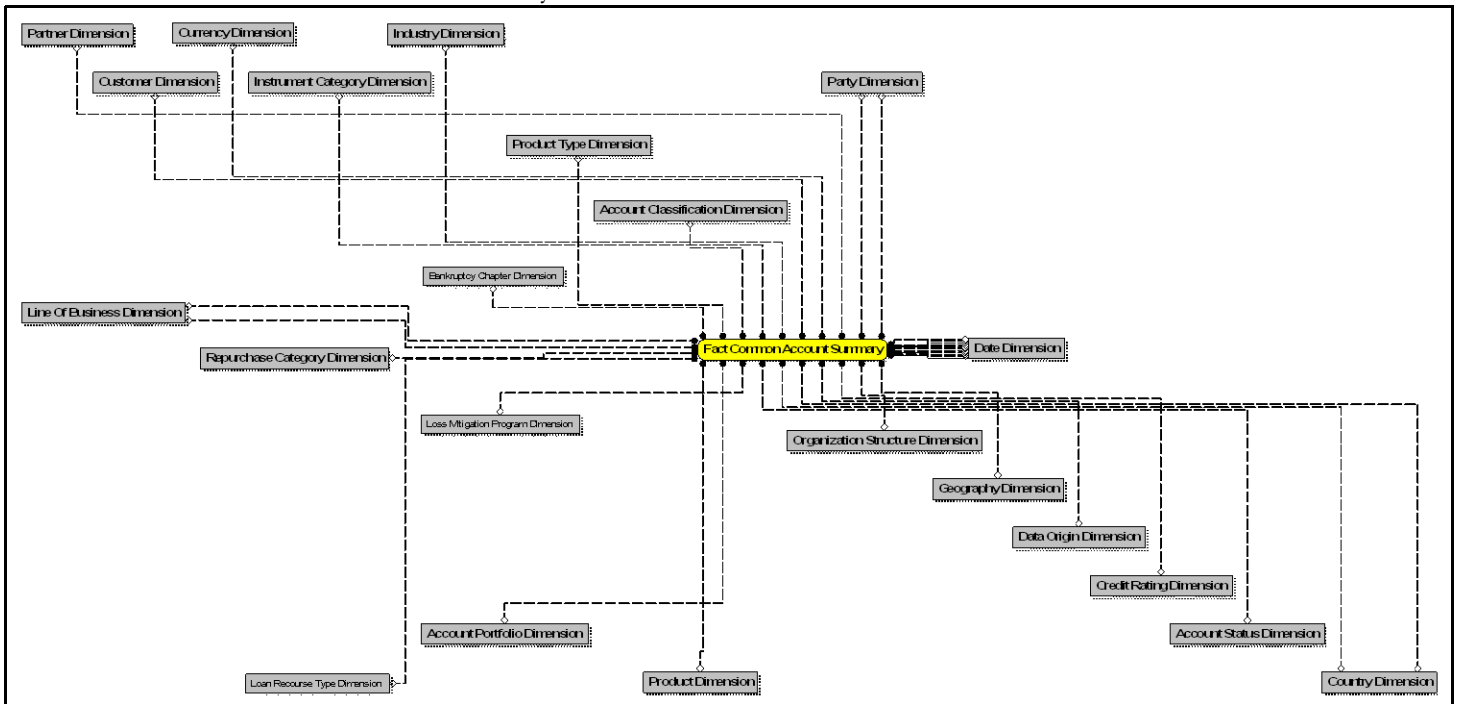 Partner Dimension
Currency Dimension
Industry Dimension
Customer Dimension
Instrument Category Dimension
Party Dimension
Product Type Dimension
Account Classification Dimension
Bankruptcy Chapter Dimension
Line Of Business Dimension
Fact Common Account Summary
Date Dimension
Repurchase Category Dimension
Loss Mitigation Program Dimension
Organization Structure Dimension
Geography Dimension
Data Origin Dimension
Credit Rating Dimension
Account Portfolio Dimension
Account Status Dimension
Loan Recourse Type Dimension
Product Dimension
Country Dimension